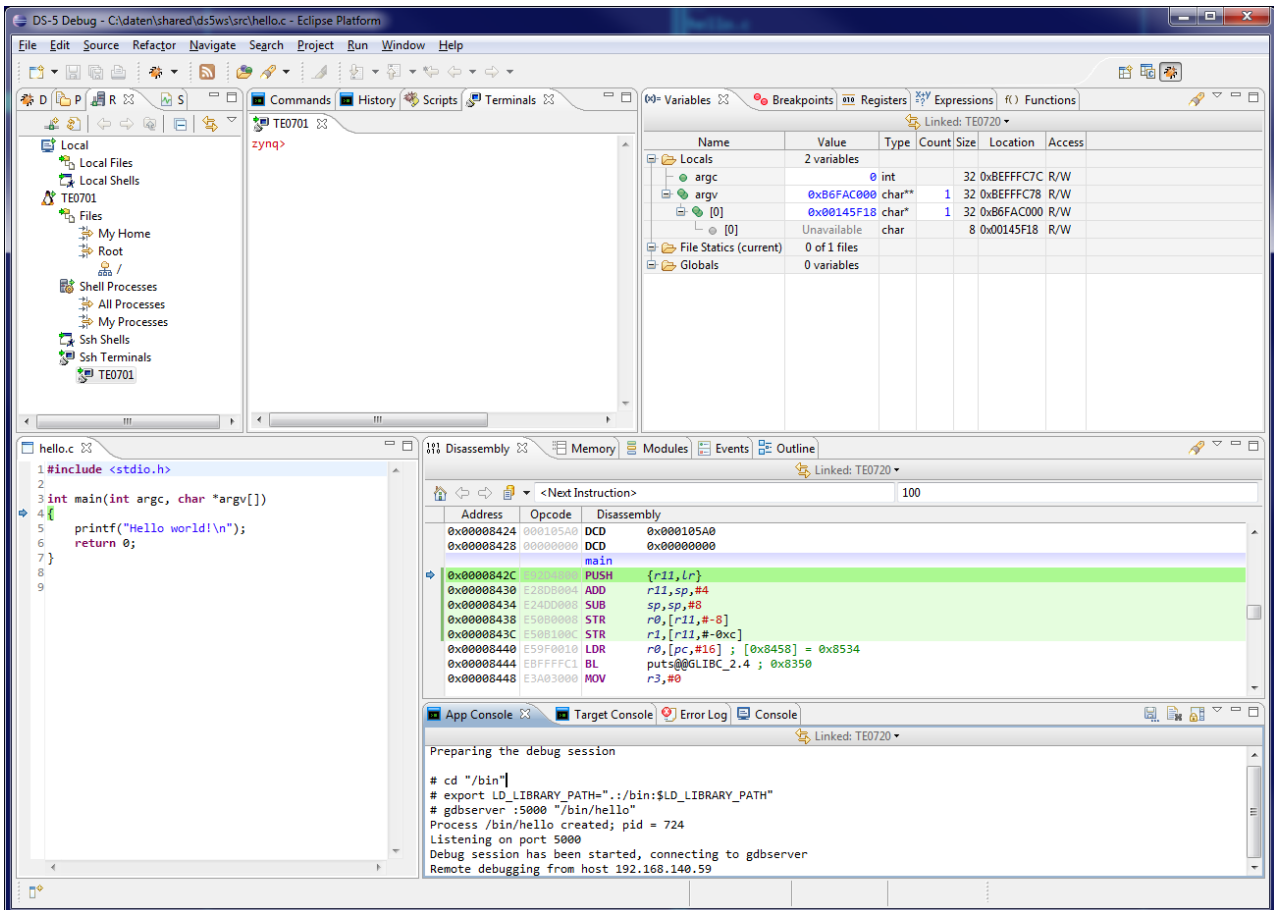 DS-5 Debug - C:\daten\shared\ds5ws\src\hello.c - Eclipse Platform
File Edit Source Refactor Navigate Search Project Run Window Help
D P R S
Commands History Scripts Terminals
(x)= Variables Breakpoints Registers Expressions f() Functions
Linked: TE0720
Local
Local Files
Local Shells
TE0701
Files
My Home
Root
/
Shell Processes
All Processes
My Processes
Ssh Shells
Ssh Terminals
TE0701
TE0701
zynq>
Name Value Type Count Size Location Access
Locals 2 variables
argc 0 int 32 0xBEFFFC7C R/W
argv 0xB6FAC000 char** 1 32 0xBEFFFC78 R/W
[0] 0x00145F18 char* 1 32 0xB6FAC000 R/W
[0] Unavailable char 8 0x00145F18 R/W
File Statics (current) 0 of 1 files
Globals 0 variables
hello.c
1 #include <stdio.h>
2
3 int main(int argc, char *argv[])
4 {
5 printf("Hello world!\n");
6 return 0;
7 }
8
9
Disassembly Memory Modules Events Outline
Linked: TE0720
<Next Instruction> 100
Address Opcode Disassembly
0x00008424 000105A0 DCD 0x000105A0
0x00008428 00000000 DCD 0x00000000
main
0x0000842C E92D4800 PUSH {r11,lr}
0x00008430 E28DB004 ADD r11,sp,#4
0x00008434 E24DD008 SUB sp,sp,#8
0x00008438 E50B0008 STR r0,[r11,#-8]
0x0000843C E50B100C STR r1,[r11,#-0xc]
0x00008440 E59F0010 LDR r0,[pc,#16] ; [0x8458] = 0x8534
0x00008444 EBFFFFC1 BL puts@@GLIBC_2.4 ; 0x8350
0x00008448 E3A03000 MOV r3,#0
App Console Target Console Error Log Console
Linked: TE0720
Preparing the debug session
# cd "/bin"
# export LD_LIBRARY_PATH=".:/bin:$LD_LIBRARY_PATH"
# gdbserver :5000 "/bin/hello"
Process /bin/hello created; pid = 724
Listening on port 5000
Debug session has been started, connecting to gdbserver
Remote debugging from host 192.168.140.59